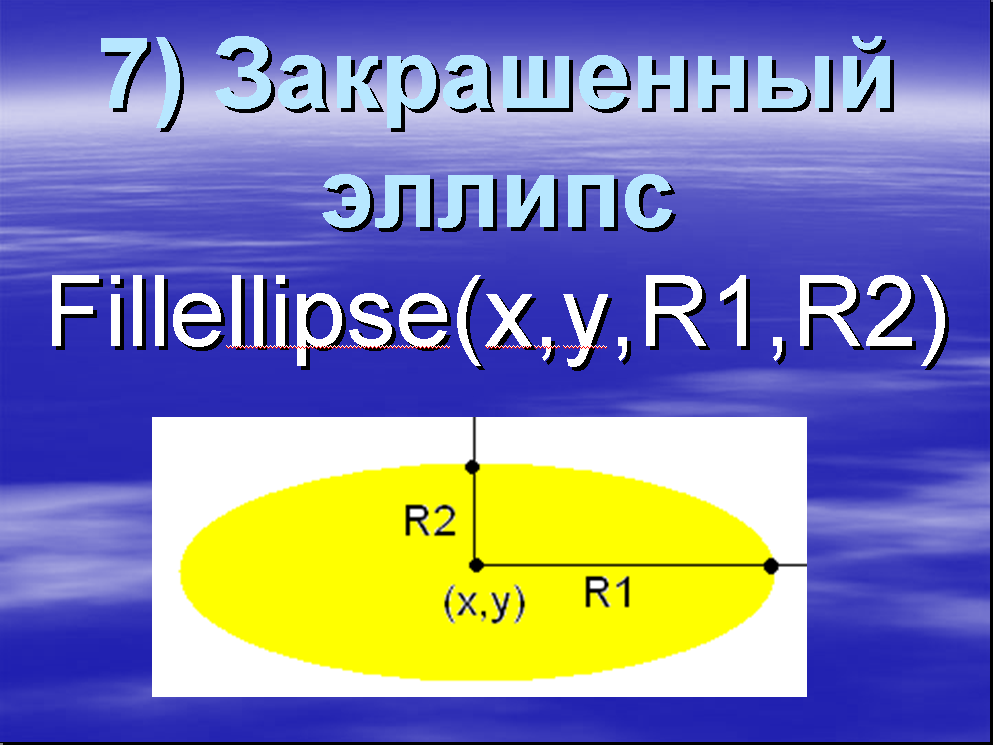 7) Закрашенный
эллипс
Fillellipse(x,y,R1,R2)
R2
(x,y)
R1